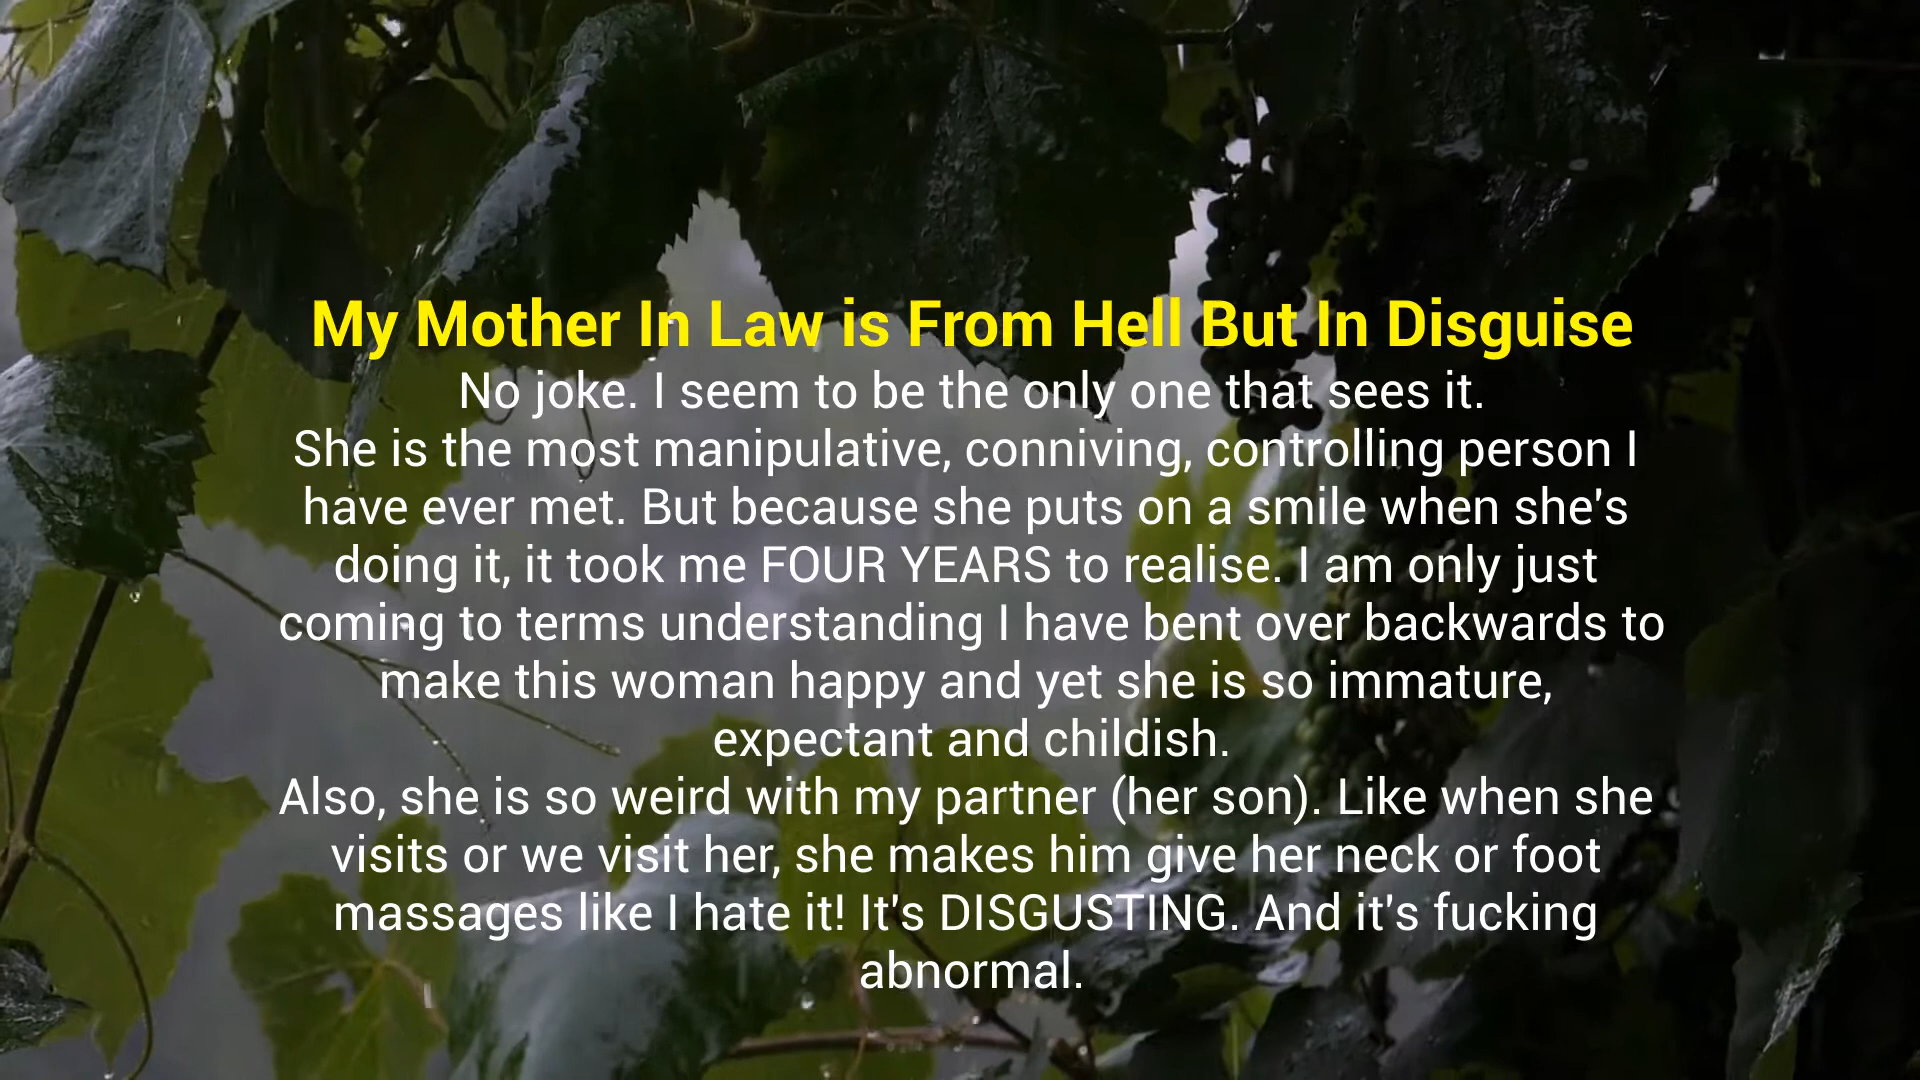 My Mother In Law is From Hell But In Disguise
No joke. I seem to be the only one that sees it.
She is the most manipulative, conniving, controlling person I
have ever met. But because she puts on a smile when she's
doing it, it took me FOUR YEARS to realise. I am only just
coming to terms understanding I have bent over backwards to
make this woman happy and yet she is so immature,
expectant and childish.
Also, she is so weird with my partner (her son). Like when she
visits or we visit her, she makes him give her neck or foot
massages like I hate it! It's DISGUSTING. And it's fucking
abnormal.